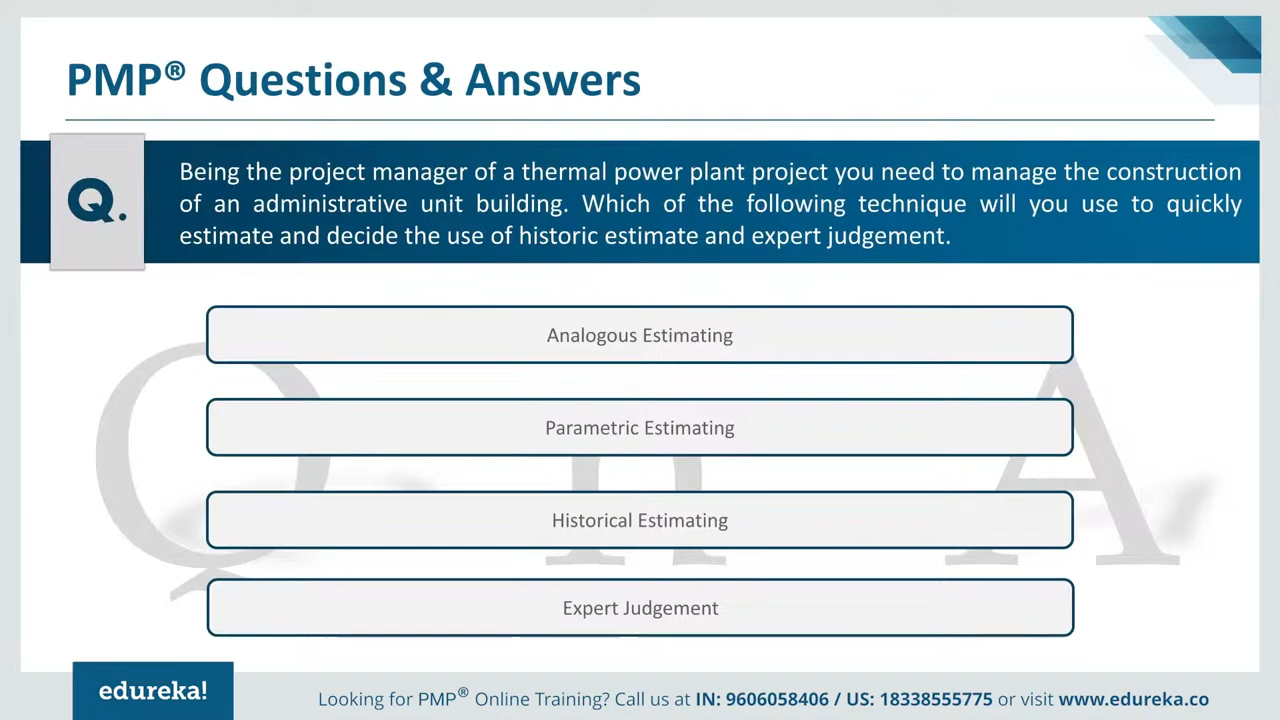 PMP® Questions & Answers
Q.
Being the project manager of a thermal power plant project you need to manage the construction
of an administrative unit building. Which of the following technique will you use to quickly
estimate and decide the use of historic estimate and expert judgement.
Analogous Estimating
Parametric Estimating
Historical Estimating
Expert Judgement
Q n A
edureka!
Looking for PMP® Online Training? Call us at IN: 9606058406 / US: 18338555775 or visit www.edureka.co